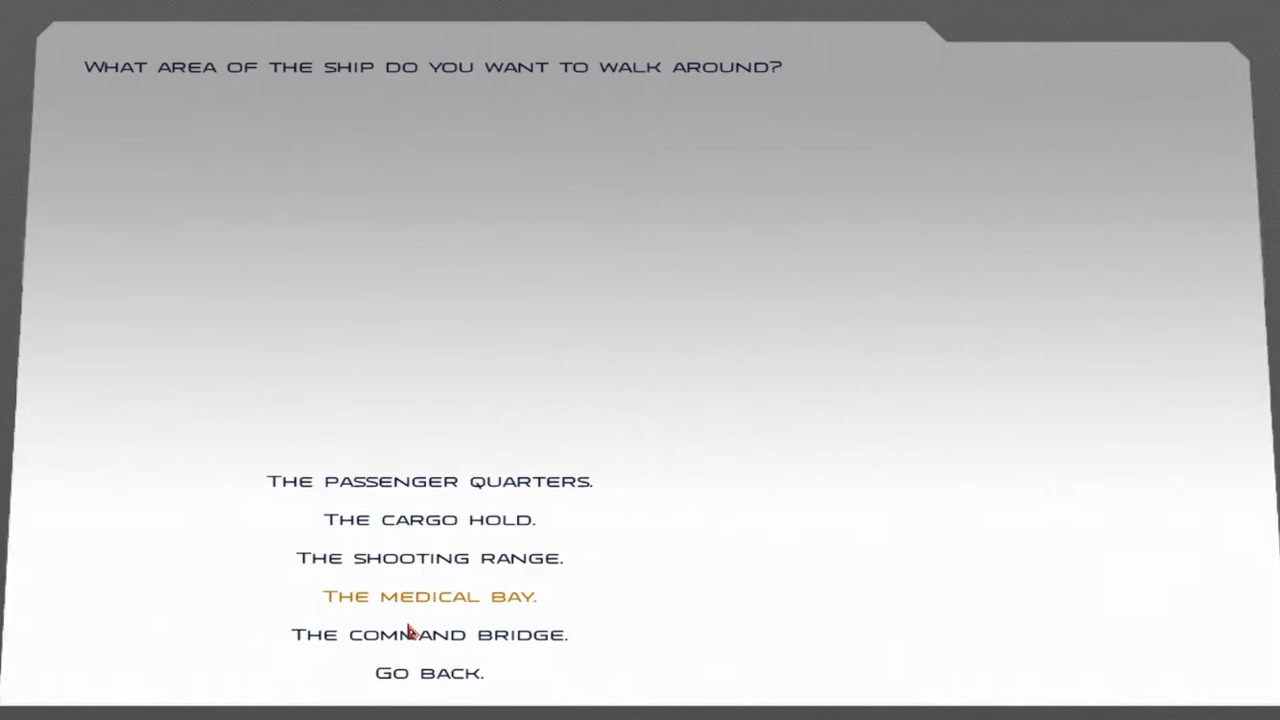 What area of the ship do you want to walk around?
The passenger quarters.
The cargo hold.
The shooting range.
The medical bay.
The command bridge.
Go back.